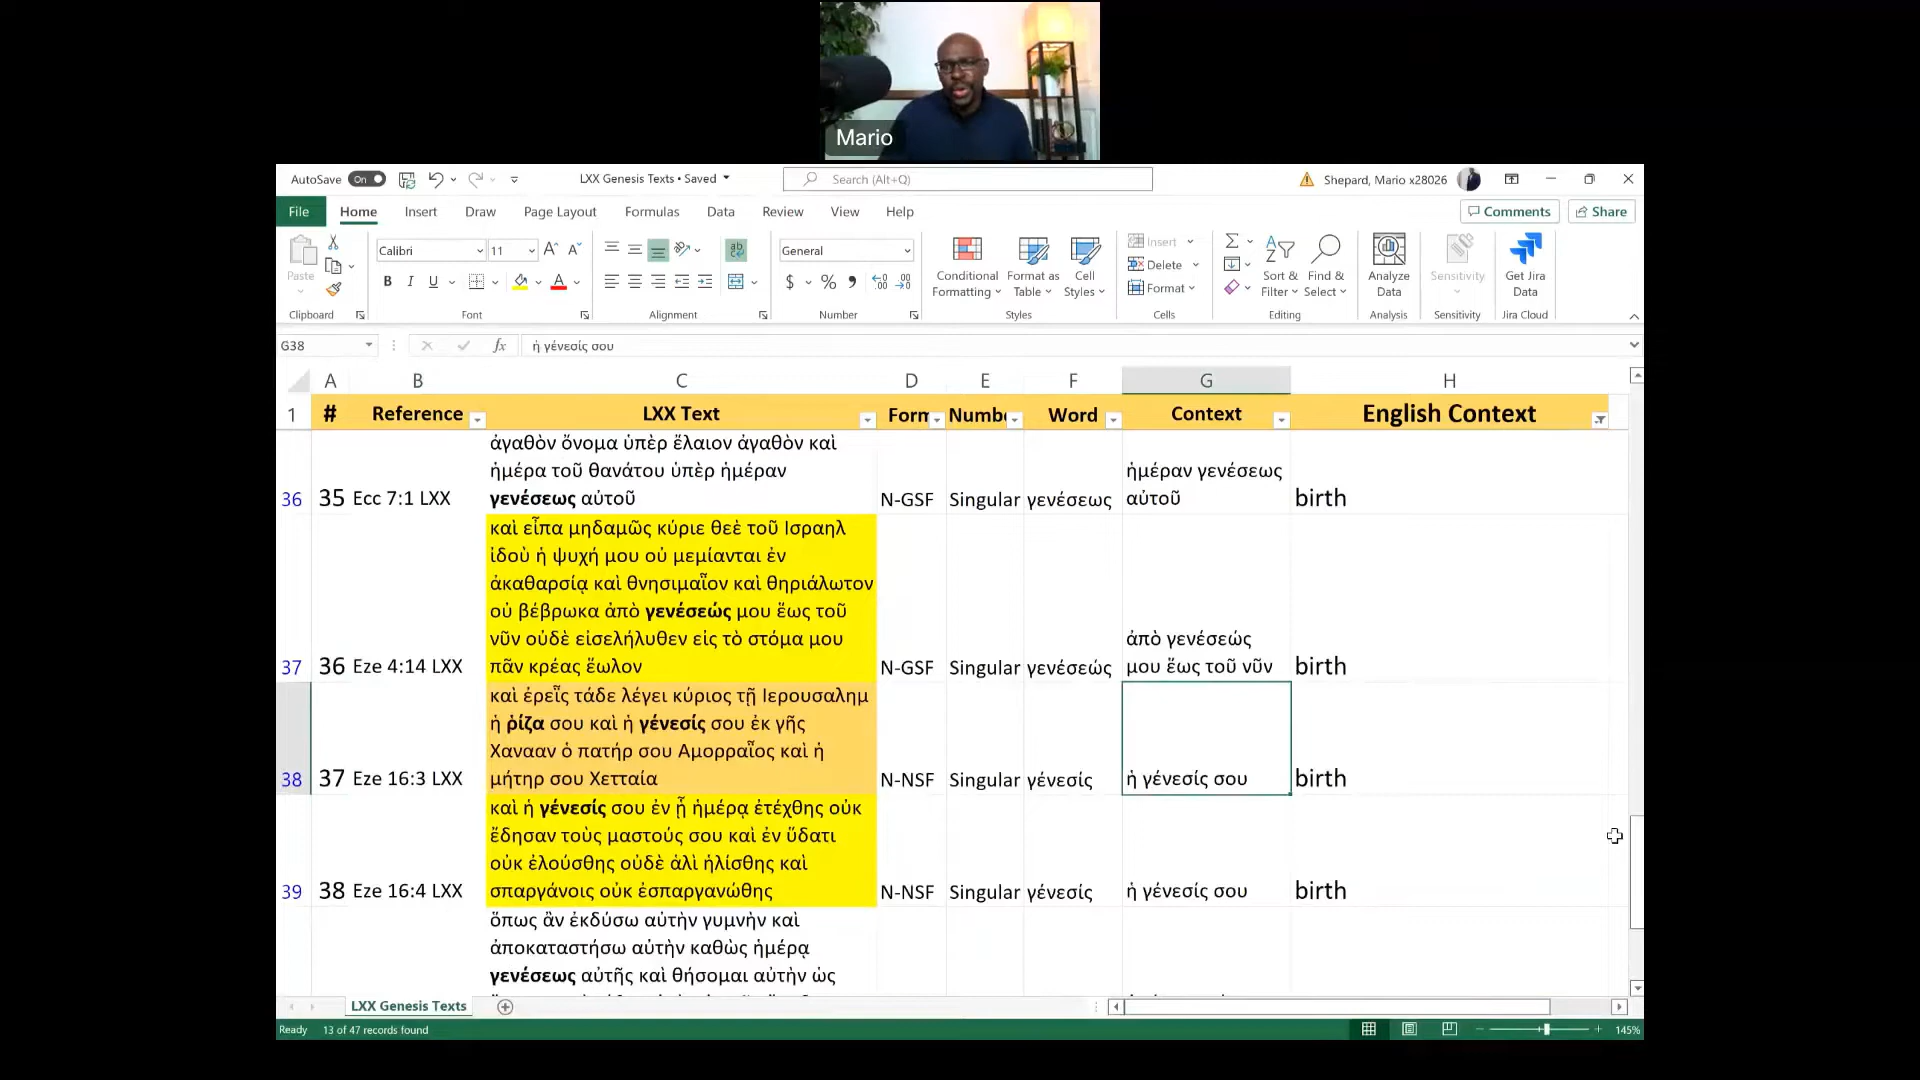 Mario
AutoSave On LXX Genesis Texts • Saved Search (Alt+Q) Shepard, Mario x28026
File Home Insert Draw Page Layout Formulas Data Review View Help Comments Share
Calibri 11 General
Paste B I U $ % Conditional Formatting Format as Table Cell Styles Insert Delete Format Sort & Filter Find & Select Analyze Data Sensitivity Get Jira Data
Clipboard Font Alignment Number Styles Cells Editing Analysis Sensitivity Jira Cloud
G38 fx ἡ γένεσίς σου
A B C D E F G H
1 # Reference LXX Text Form Numbe Word Context English Context
ἀγαθὸν ὄνομα ὑπὲρ ἔλαιον ἀγαθὸν καὶ
ἡμέρα τοῦ θανάτου ὑπὲρ ἡμέραν ἡμέραν γενέσεως
36 35 Ecc 7:1 LXX γενέσεως αὐτοῦ N-GSF Singular γενέσεως αὐτοῦ birth
καὶ εἶπα μηδαμῶς κύριε θεὲ τοῦ Ισραηλ
ἰδοὺ ἡ ψυχή μου οὐ μεμίανται ἐν
ἀκαθαρσίᾳ καὶ θνησιμαῖον καὶ θηριάλωτον
οὐ βέβρωκα ἀπὸ γενέσεώς μου ἕως τοῦ
νῦν οὐδὲ εἰσελήλυθεν εἰς τὸ στόμα μου ἀπὸ γενέσεώς
37 36 Eze 4:14 LXX πᾶν κρέας ἕωλον N-GSF Singular γενέσεώς μου ἕως τοῦ νῦν birth
καὶ ἐρεῖς τάδε λέγει κύριος τῇ Ιερουσαλημ
ἡ ῥίζα σου καὶ ἡ γένεσίς σου ἐκ γῆς
Χανααν ὁ πατήρ σου Αμορραῖος καὶ ἡ
38 37 Eze 16:3 LXX μήτηρ σου Χετταία N-NSF Singular γένεσίς ἡ γένεσίς σου birth
καὶ ἡ γένεσίς σου ἐν ᾗ ἡμέρᾳ ἐτέχθης οὐκ
ἔδησαν τοὺς μαστούς σου καὶ ἐν ὕδατι
οὐκ ἐλούσθης οὐδὲ ἁλὶ ἡλίσθης καὶ
39 38 Eze 16:4 LXX σπαργάνοις οὐκ ἐσπαργανώθης N-NSF Singular γένεσίς ἡ γένεσίς σου birth
ὅπως ἂν ἐκδύσω αὐτὴν γυμνὴν καὶ
ἀποκαταστήσω αὐτὴν καθὼς ἡμέρᾳ
γενέσεως αὐτῆς καὶ θήσομαι αὐτὴν ὡς
LXX Genesis Texts
Ready 13 of 47 records found 145%